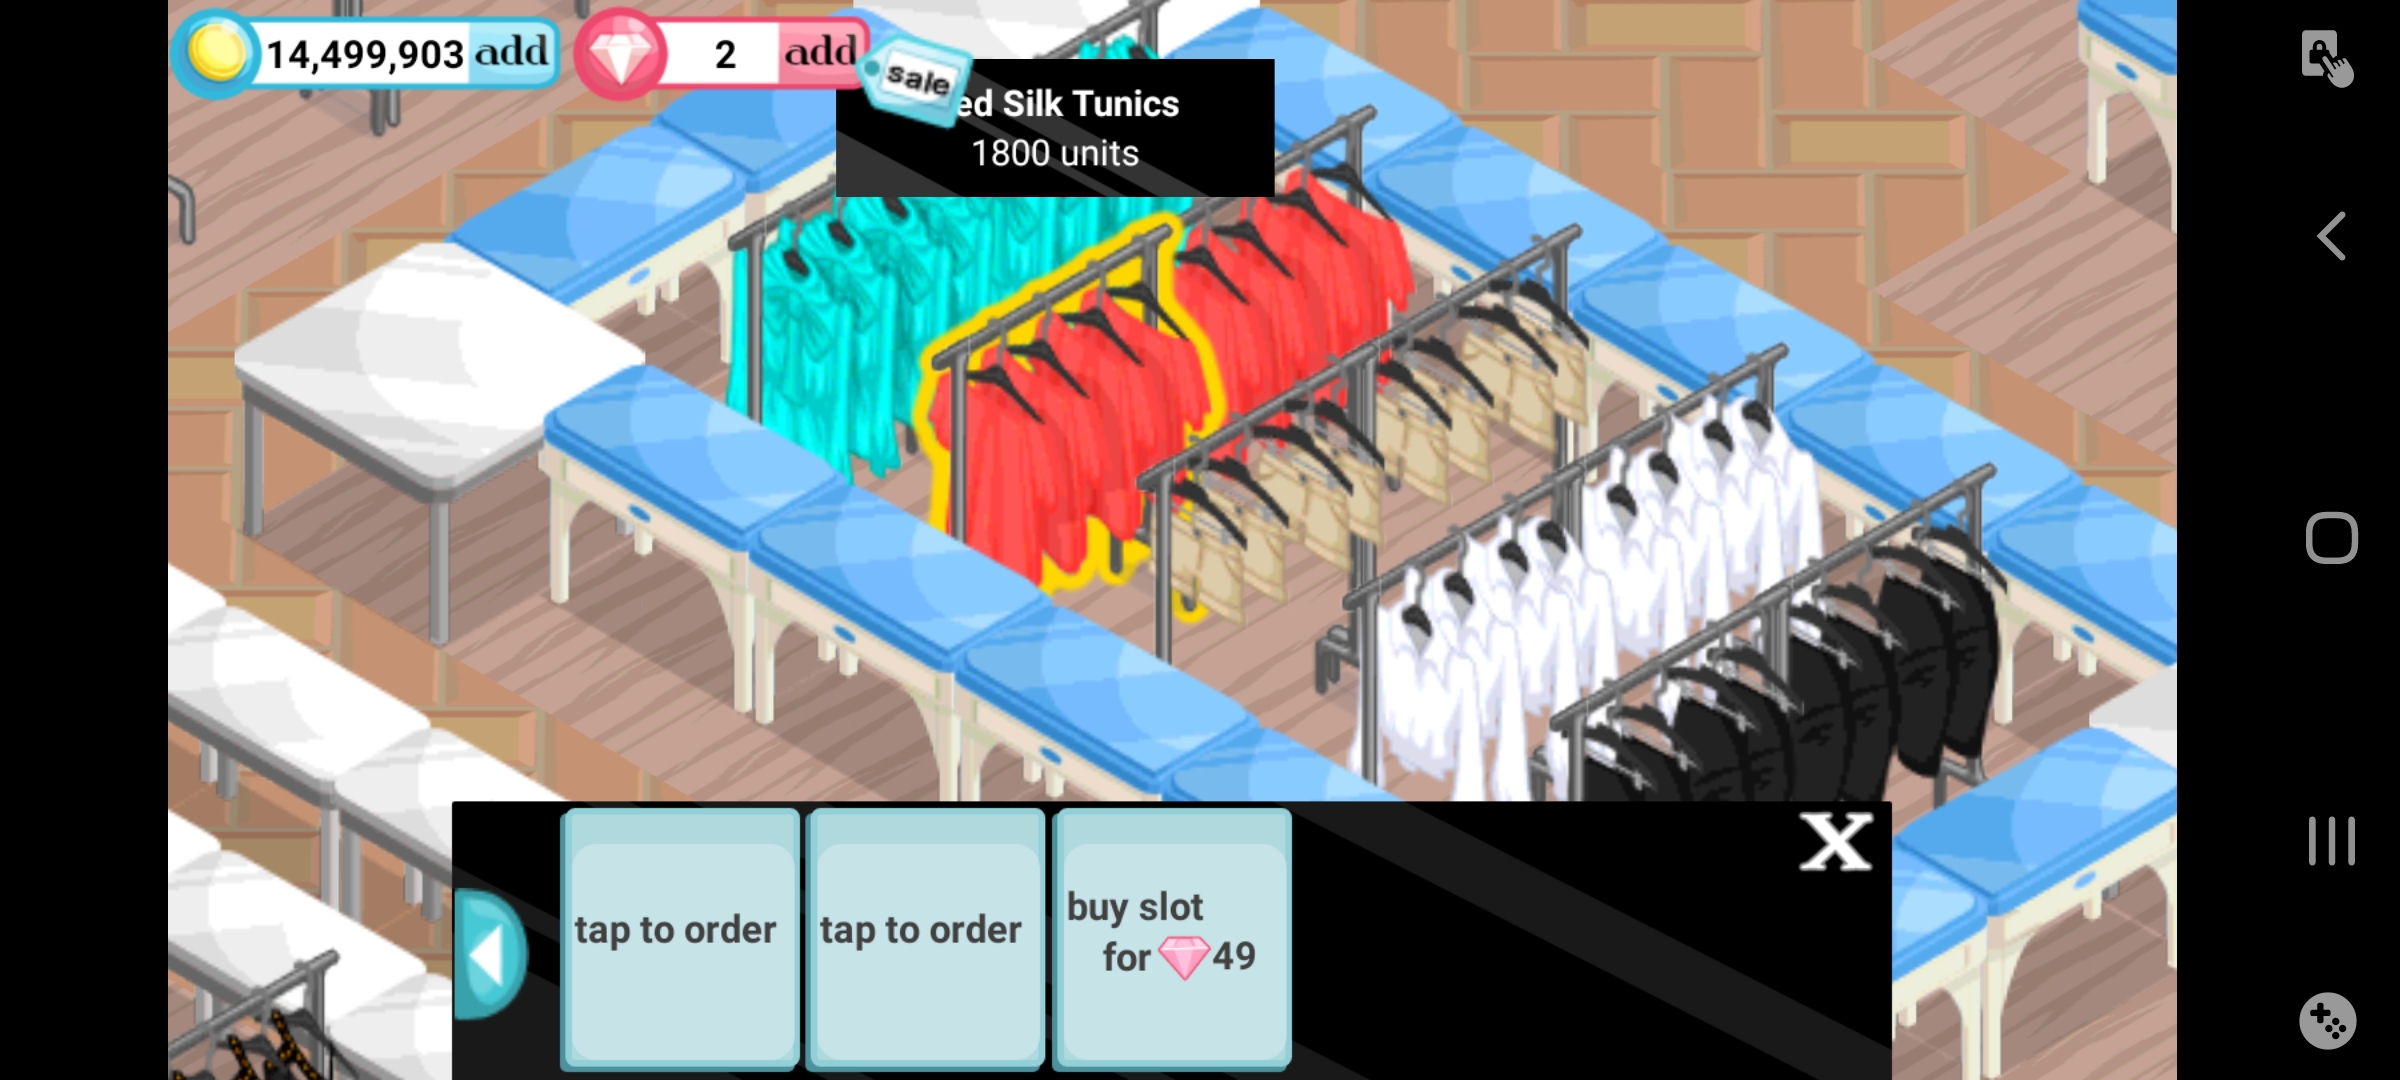 14,499,903 add
2 add
sale
Silk Tunics
1800 units
tap to order
tap to order
buy slot
for 49
X